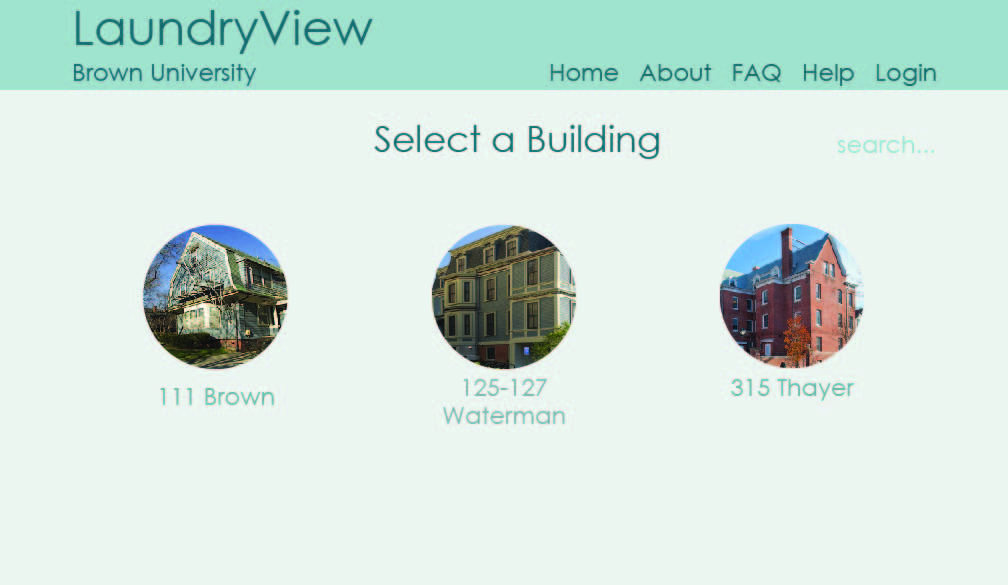 LaundryView
Brown University
Home About FAQ Help Login
Select a Building
search...
111 Brown
125-127
Waterman
315 Thayer